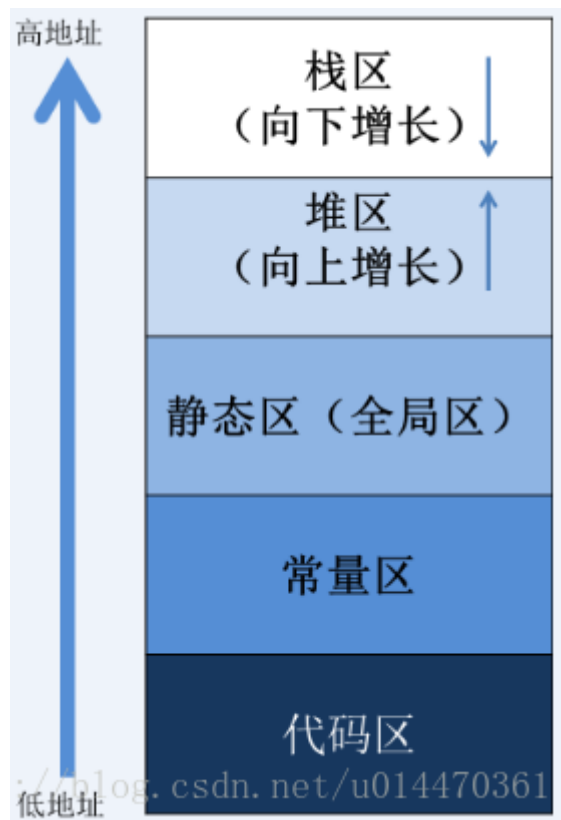 高地址
栈区
（向下增长）
堆区
（向上增长）
静态区（全局区）
常量区
代码区
://blog.csdn.net/u014470361
低地址